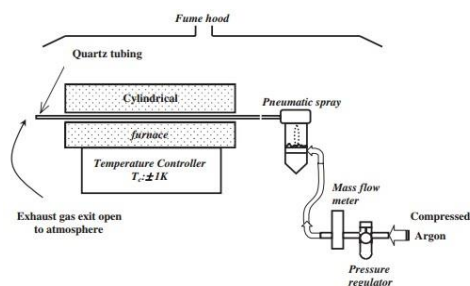 Fume hood
Quartz tubing
Cylindrical
Pneumatic spray
furnace
Temperature Controller
Tc:±1K
Mass flow
meter
Exhaust gas exit open
to atmosphere
Compressed
Argon
Pressure
regulator